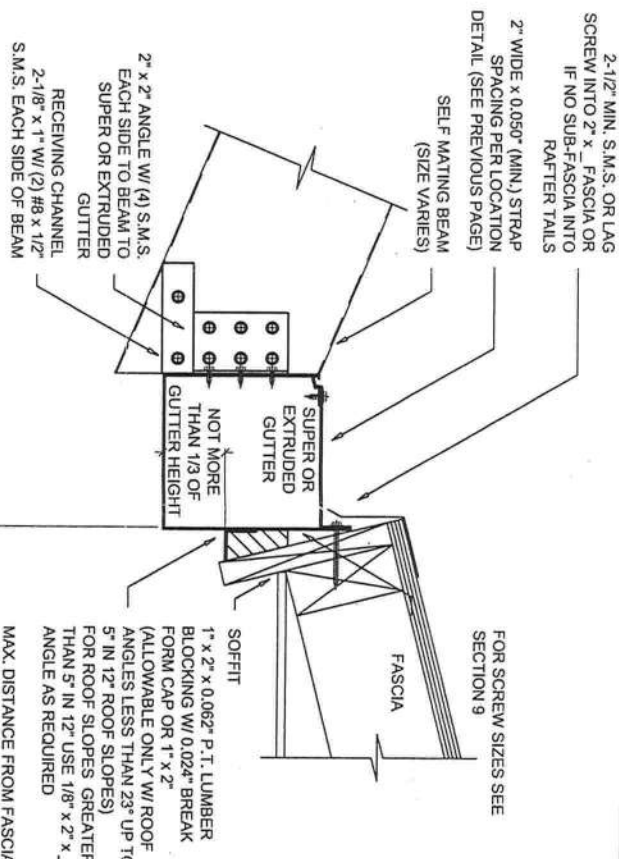 2-1/2" MIN. S.M.S. OR LAG
SCREW INTO 2" x _ FASCIA OR
IF NO SUB-FASCIA INTO
RAFTER TAILS
2" WIDE x 0.050" (MIN.) STRAP
SPACING PER LOCATION
DETAIL (SEE PREVIOUS PAGE)
SELF MATING BEAM
(SIZE VARIES)
2" x 2" ANGLE W/ (4) S.M.S.
EACH SIDE TO BEAM TO
SUPER OR EXTRUDED
GUTTER
RECEIVING CHANNEL
2-1/8" x 1" W/ (2) #8 x 1/2"
S.M.S. EACH SIDE OF BEAM
SUPER OR
EXTRUDED
GUTTER
NOT MORE
THAN 1/3 OF
GUTTER HEIGHT
FOR SCREW SIZES SEE
SECTION 9
FASCIA
SOFFIT
1" x 2" x 0.062" P.T. LUMBER
BLOCKING W/ 0.024" BREAK
FORM CAP OR 1" x 2"
(ALLOWABLE ONLY W/ ROOF
ANGLES LESS THAN 23° UP TO
5" IN 12" ROOF SLOPES)
FOR ROOF SLOPES GREATER
THAN 5" IN 12" USE 1/8" x 2" x
ANGLE AS REQUIRED
MAX. DISTANCE FROM FASCIA